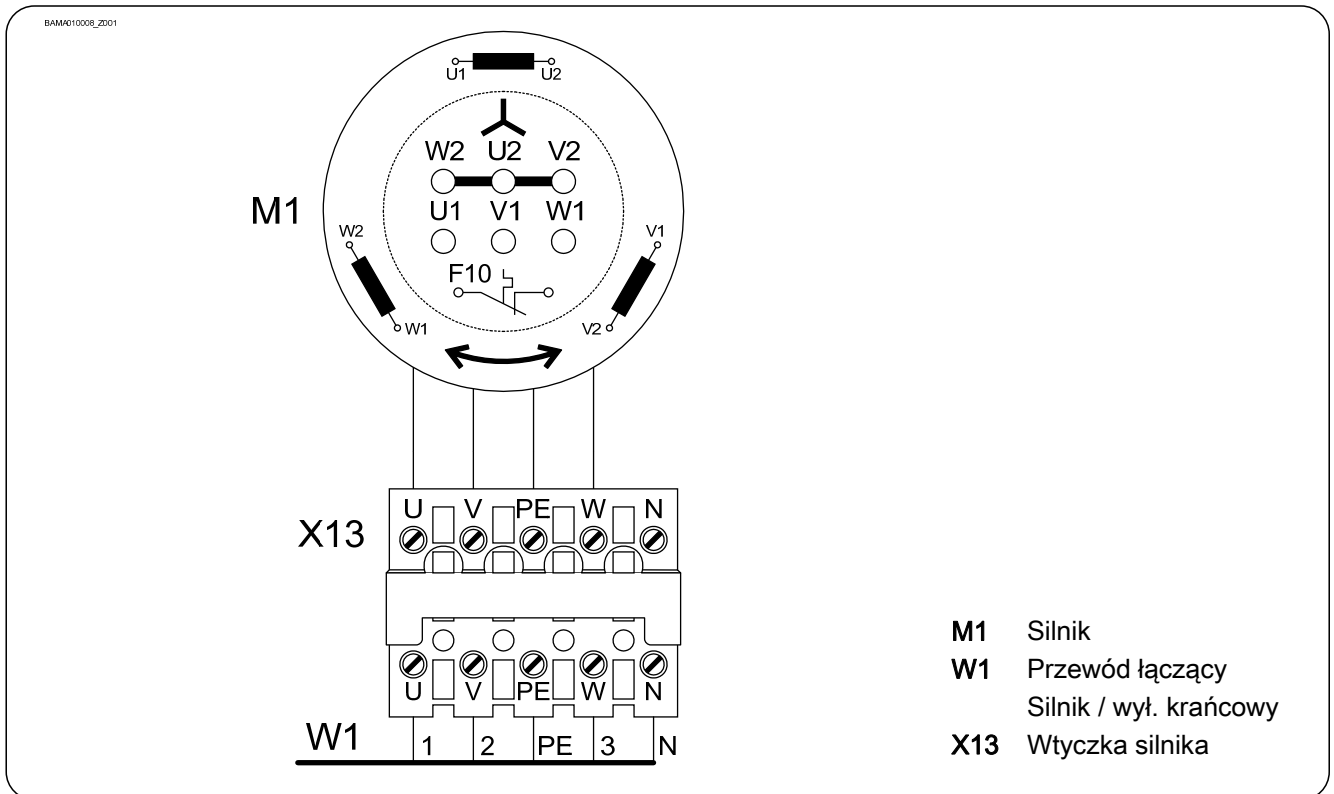 BAMA010008_Z001
U1 U2
W2 U2 V2
M1
U1 V1 W1
W2 V1
F10
W1 V2
X13
U V PE W N
U V PE W N
W1 1 2 PE 3 N
M1 Silnik
W1 Przewód łączący
Silnik / wył. krańcowy
X13 Wtyczka silnika